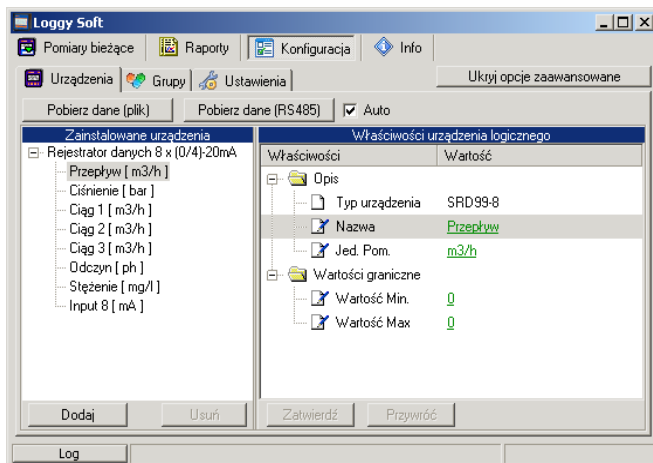 Loggy Soft
Pomiary bieżące Raporty Konfiguracja Info
Urządzenia Grupy Ustawienia Ukryj opcje zaawansowane
Pobierz dane (plik) Pobierz dane (RS485) Auto
Zainstalowane urządzenia
Rejestrator danych 8 x (0/4)-20mA
Przepływ [ m3/h ]
Ciśnienie [ bar ]
Ciąg 1 [ m3/h ]
Ciąg 2 [ m3/h ]
Ciąg 3 [ m3/h ]
Odczyn [ ph ]
Stężenie [ mg/l ]
Input 8 [ mA ]
Dodaj Usuń
Właściwości urządzenia logicznego
Właściwości Wartość
Opis
Typ urządzenia SRD99-8
Nazwa Przepływ
Jed. Pom. m3/h
Wartości graniczne
Wartość Min. 0
Wartość Max 0
Zatwierdź Przywróć
Log